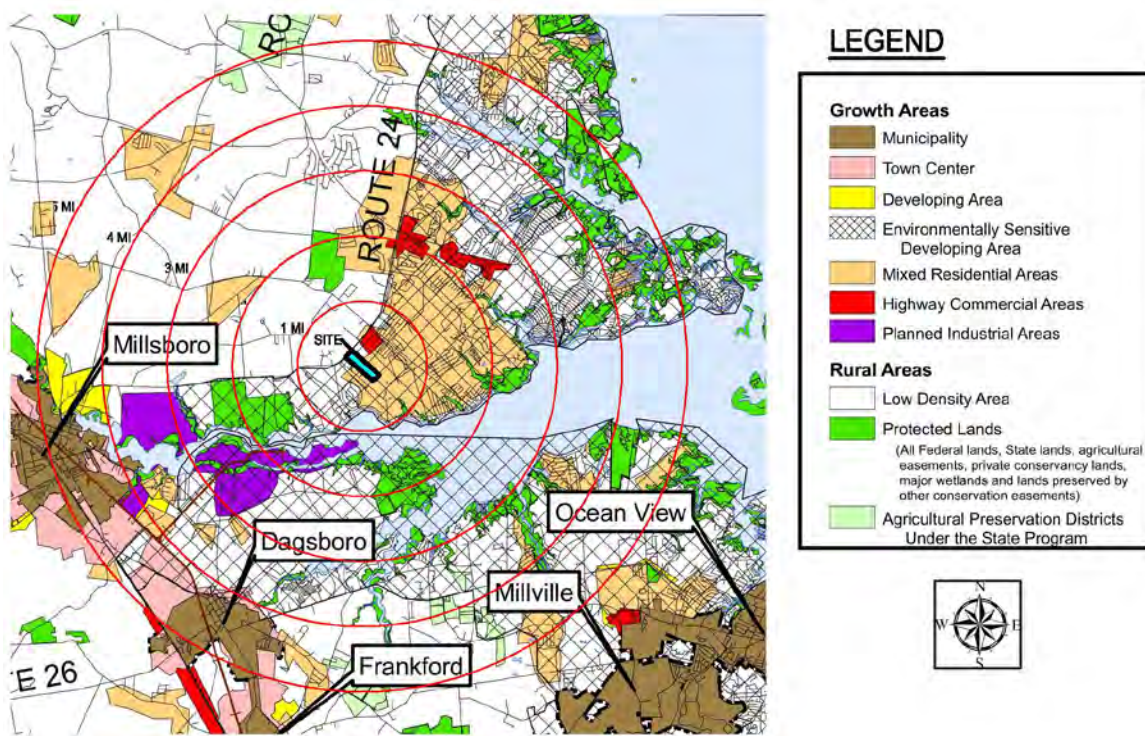 RO
ROUTE 24
MI
4 MI
3 MI
1 MI
SITE
Millsboro
Dagsboro
Ocean View
Millville
Frankford
TE 26
LEGEND
Growth Areas
Municipality
Town Center
Developing Area
Environmentally Sensitive
Developing Area
Mixed Residential Areas
Highway Commercial Areas
Planned Industrial Areas
Rural Areas
Low Density Area
Protected Lands
(All Federal lands, State lands, agricultural
easements, private conservancy lands,
major wetlands and lands preserved by
other conservation easements)
Agricultural Preservation Districts
Under the State Program
N
W
E
S